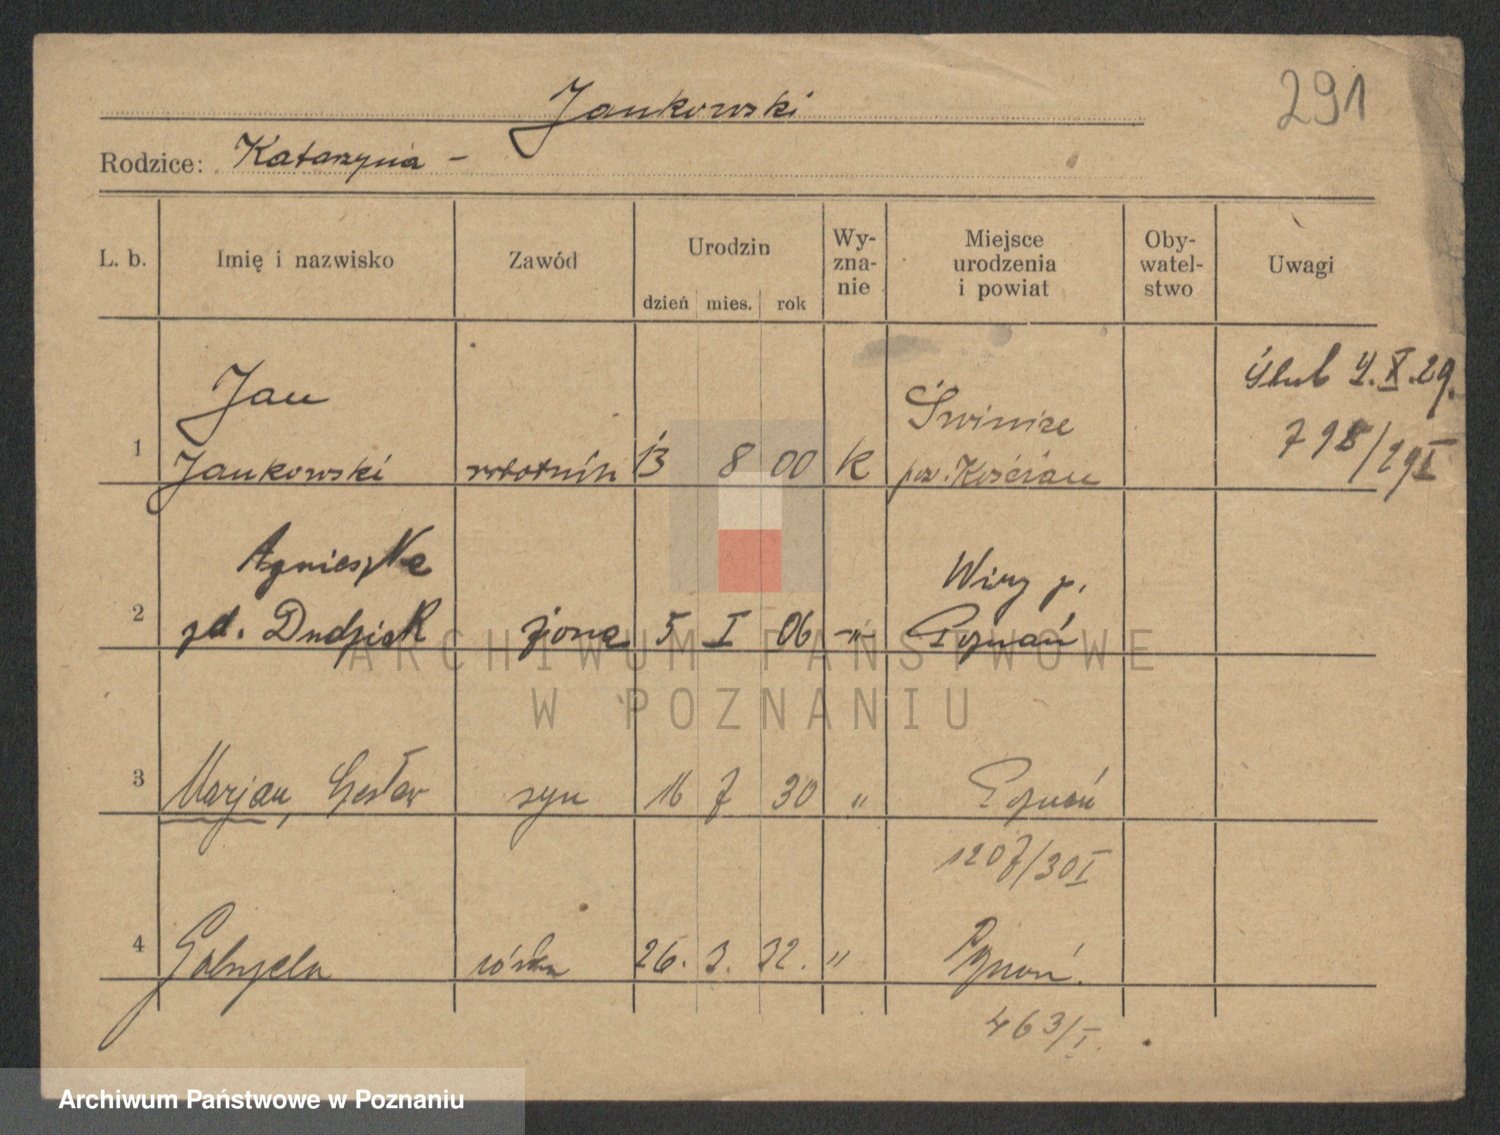 291
Jankowski
Rodzice: Katarzyna –
L. b. Imię i nazwisko Zawód Urodzin dzień mies. rok Wy-zna-nie Miejsce urodzenia i powiat Oby-watel-stwo Uwagi
Jan
Świnice
Ślub 4.X.29.
1 Jankowski robotnik 13 8 00 k pow. Kościan
798/29 I
Agnieszka
Wiry p.
2 zd. Dudziak żona 5 I 06 -"- Poznań
3 Marjan, Czesław syn 16 7 30 " Poznań
1207/30 I
4 Gabryela córka 26. 3. 32. " Poznań.
463/I.
ARCHIWUM PAŃSTWOWE
W POZNANIU
Archiwum Państwowe w Poznaniu